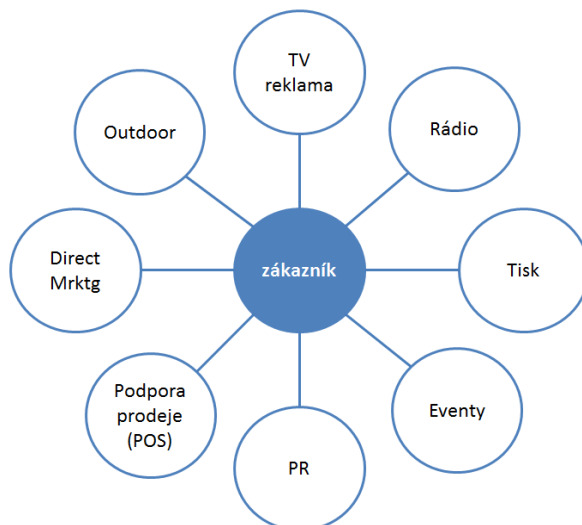 TV
reklama
Outdoor
Rádio
Direct
Mrktg
zákazník
Tisk
Podpora
prodeje
(POS)
Eventy
PR